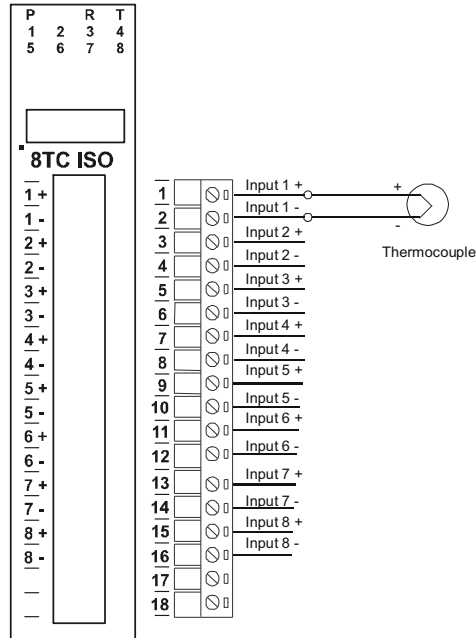 P R T
1 2 3 4
5 6 7 8
8TC ISO
1 +
1 -
2 +
2 -
3 +
3 -
4 +
4 -
5 +
5 -
6 +
6 -
7 +
7 -
8 +
8 -
1 Input 1 +
2 Input 1 -
3 Input 2 +
4 Input 2 -
5 Input 3 +
6 Input 3 -
7 Input 4 +
8 Input 4 -
9 Input 5 +
10 Input 5 -
11 Input 6 +
12 Input 6 -
13 Input 7 +
14 Input 7 -
15 Input 8 +
16 Input 8 -
17
18
+
-
Thermocouple